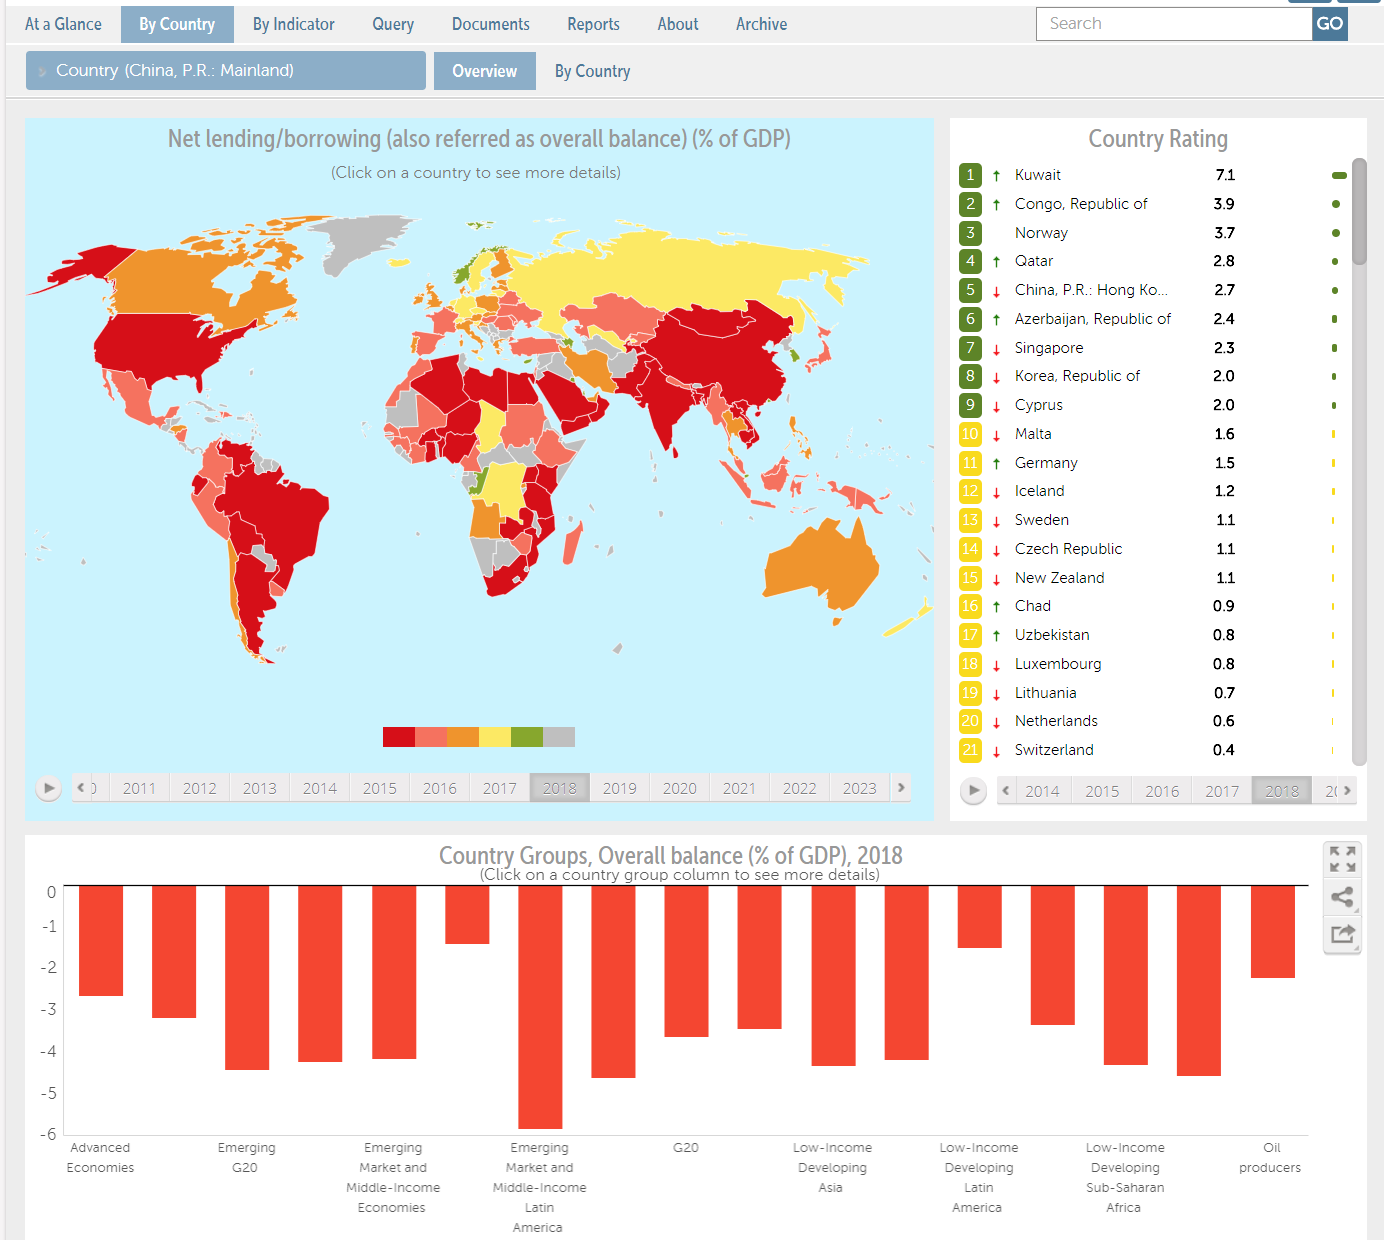 At a Glance
By Country
By Indicator
Query
Documents
Reports
About
Archive
Search
GO
Country (China, P.R.: Mainland)
Overview
By Country
Net lending/borrowing (also referred as overall balance) (% of GDP)
(Click on a country to see more details)
2011 2012 2013 2014 2015 2016 2017 2018 2019 2020 2021 2022 2023
Country Rating
1 Kuwait 7.1
2 Congo, Republic of 3.9
3 Norway 3.7
4 Qatar 2.8
5 China, P.R.: Hong Ko... 2.7
6 Azerbaijan, Republic of 2.4
7 Singapore 2.3
8 Korea, Republic of 2.0
9 Cyprus 2.0
10 Malta 1.6
11 Germany 1.5
12 Iceland 1.2
13 Sweden 1.1
14 Czech Republic 1.1
15 New Zealand 1.1
16 Chad 0.9
17 Uzbekistan 0.8
18 Luxembourg 0.8
19 Lithuania 0.7
20 Netherlands 0.6
21 Switzerland 0.4
2014 2015 2016 2017 2018
Country Groups, Overall balance (% of GDP), 2018
(Click on a country group column to see more details)
0
-1
-2
-3
-4
-5
-6
Advanced
Economies
Emerging
G20
Emerging
Market and
Middle-Income
Economies
Emerging
Market and
Middle-Income
Latin
America
G20
Low-Income
Developing
Asia
Low-Income
Developing
Latin
America
Low-Income
Developing
Sub-Saharan
Africa
Oil
producers